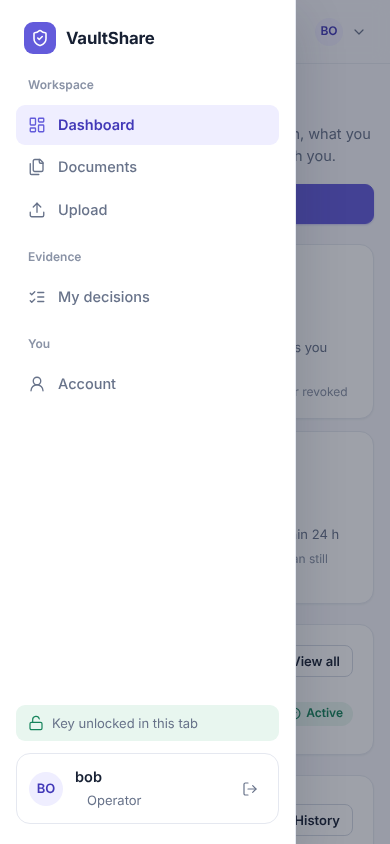 VaultShare
BO
Workspace
Dashboard
n, what you
h you.
Documents
Upload
Evidence
My decisions
You
s you
Account
r revoked
in 24 h
an still
View all
Active
Key unlocked in this tab
bob
BO
Operator
History